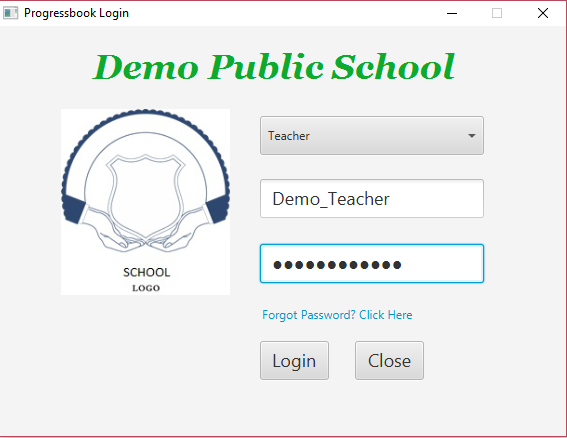 Progressbook Login
Demo Public School
Teacher
Demo_Teacher
●●●●●●●●●●●●
Forgot Password? Click Here
Login Close
SCHOOL
LOGO